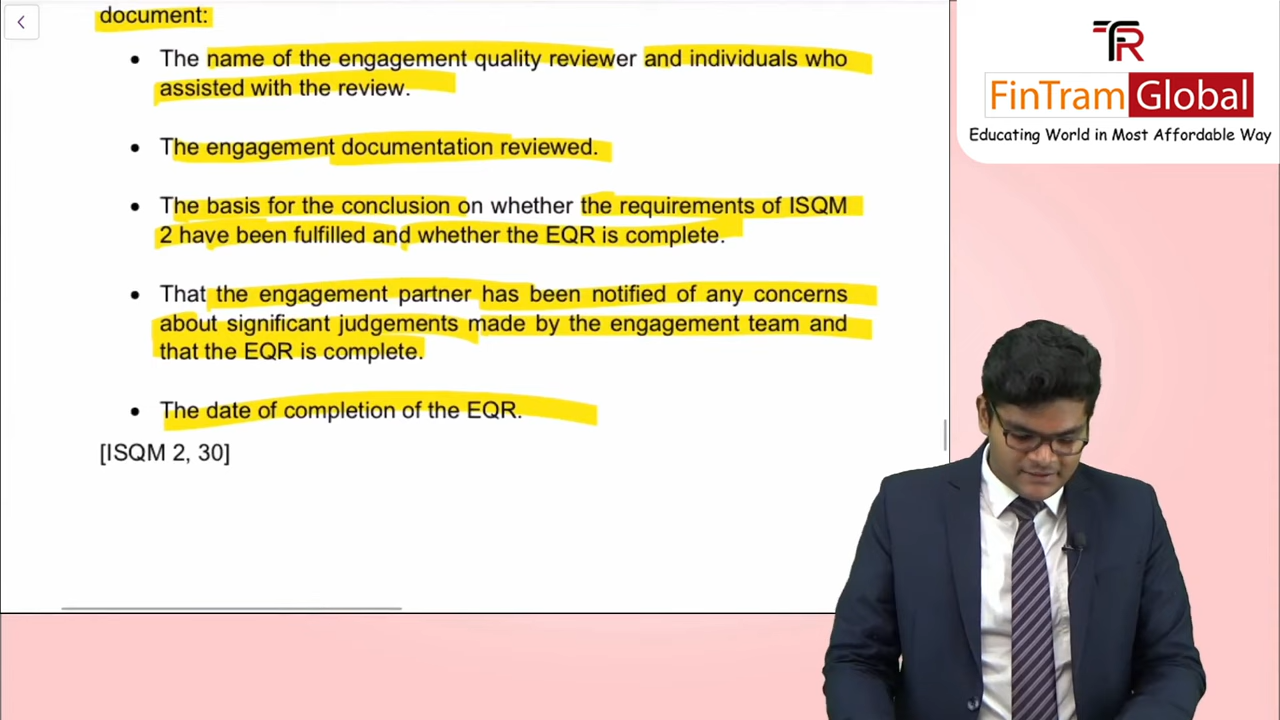 document:
• The name of the engagement quality reviewer and individuals who
assisted with the review.
• The engagement documentation reviewed.
• The basis for the conclusion on whether the requirements of ISQM
2 have been fulfilled and whether the EQR is complete.
• That the engagement partner has been notified of any concerns
about significant judgements made by the engagement team and
that the EQR is complete.
• The date of completion of the EQR.
[ISQM 2, 30]
TR
FinTram Global
Educating World in Most Affordable Way